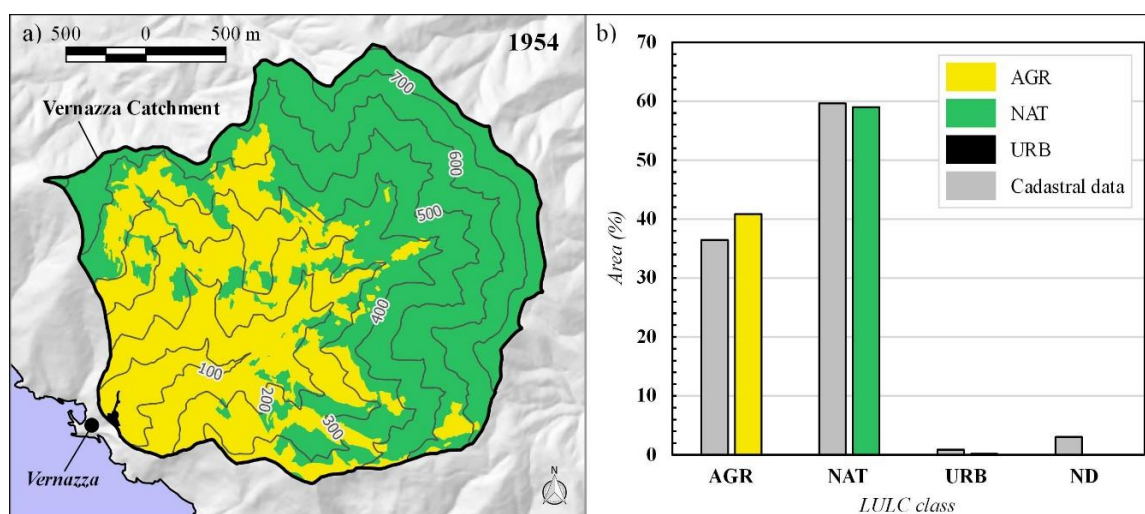 a)
500 0 500 m
1954
Vernazza Catchment
700
600
500
400
100
200
300
Vernazza
N
b)
70
60
50
40
30
20
10
0
Area (%)
AGR
NAT
URB
Cadastral data
AGR NAT URB ND
LULC class